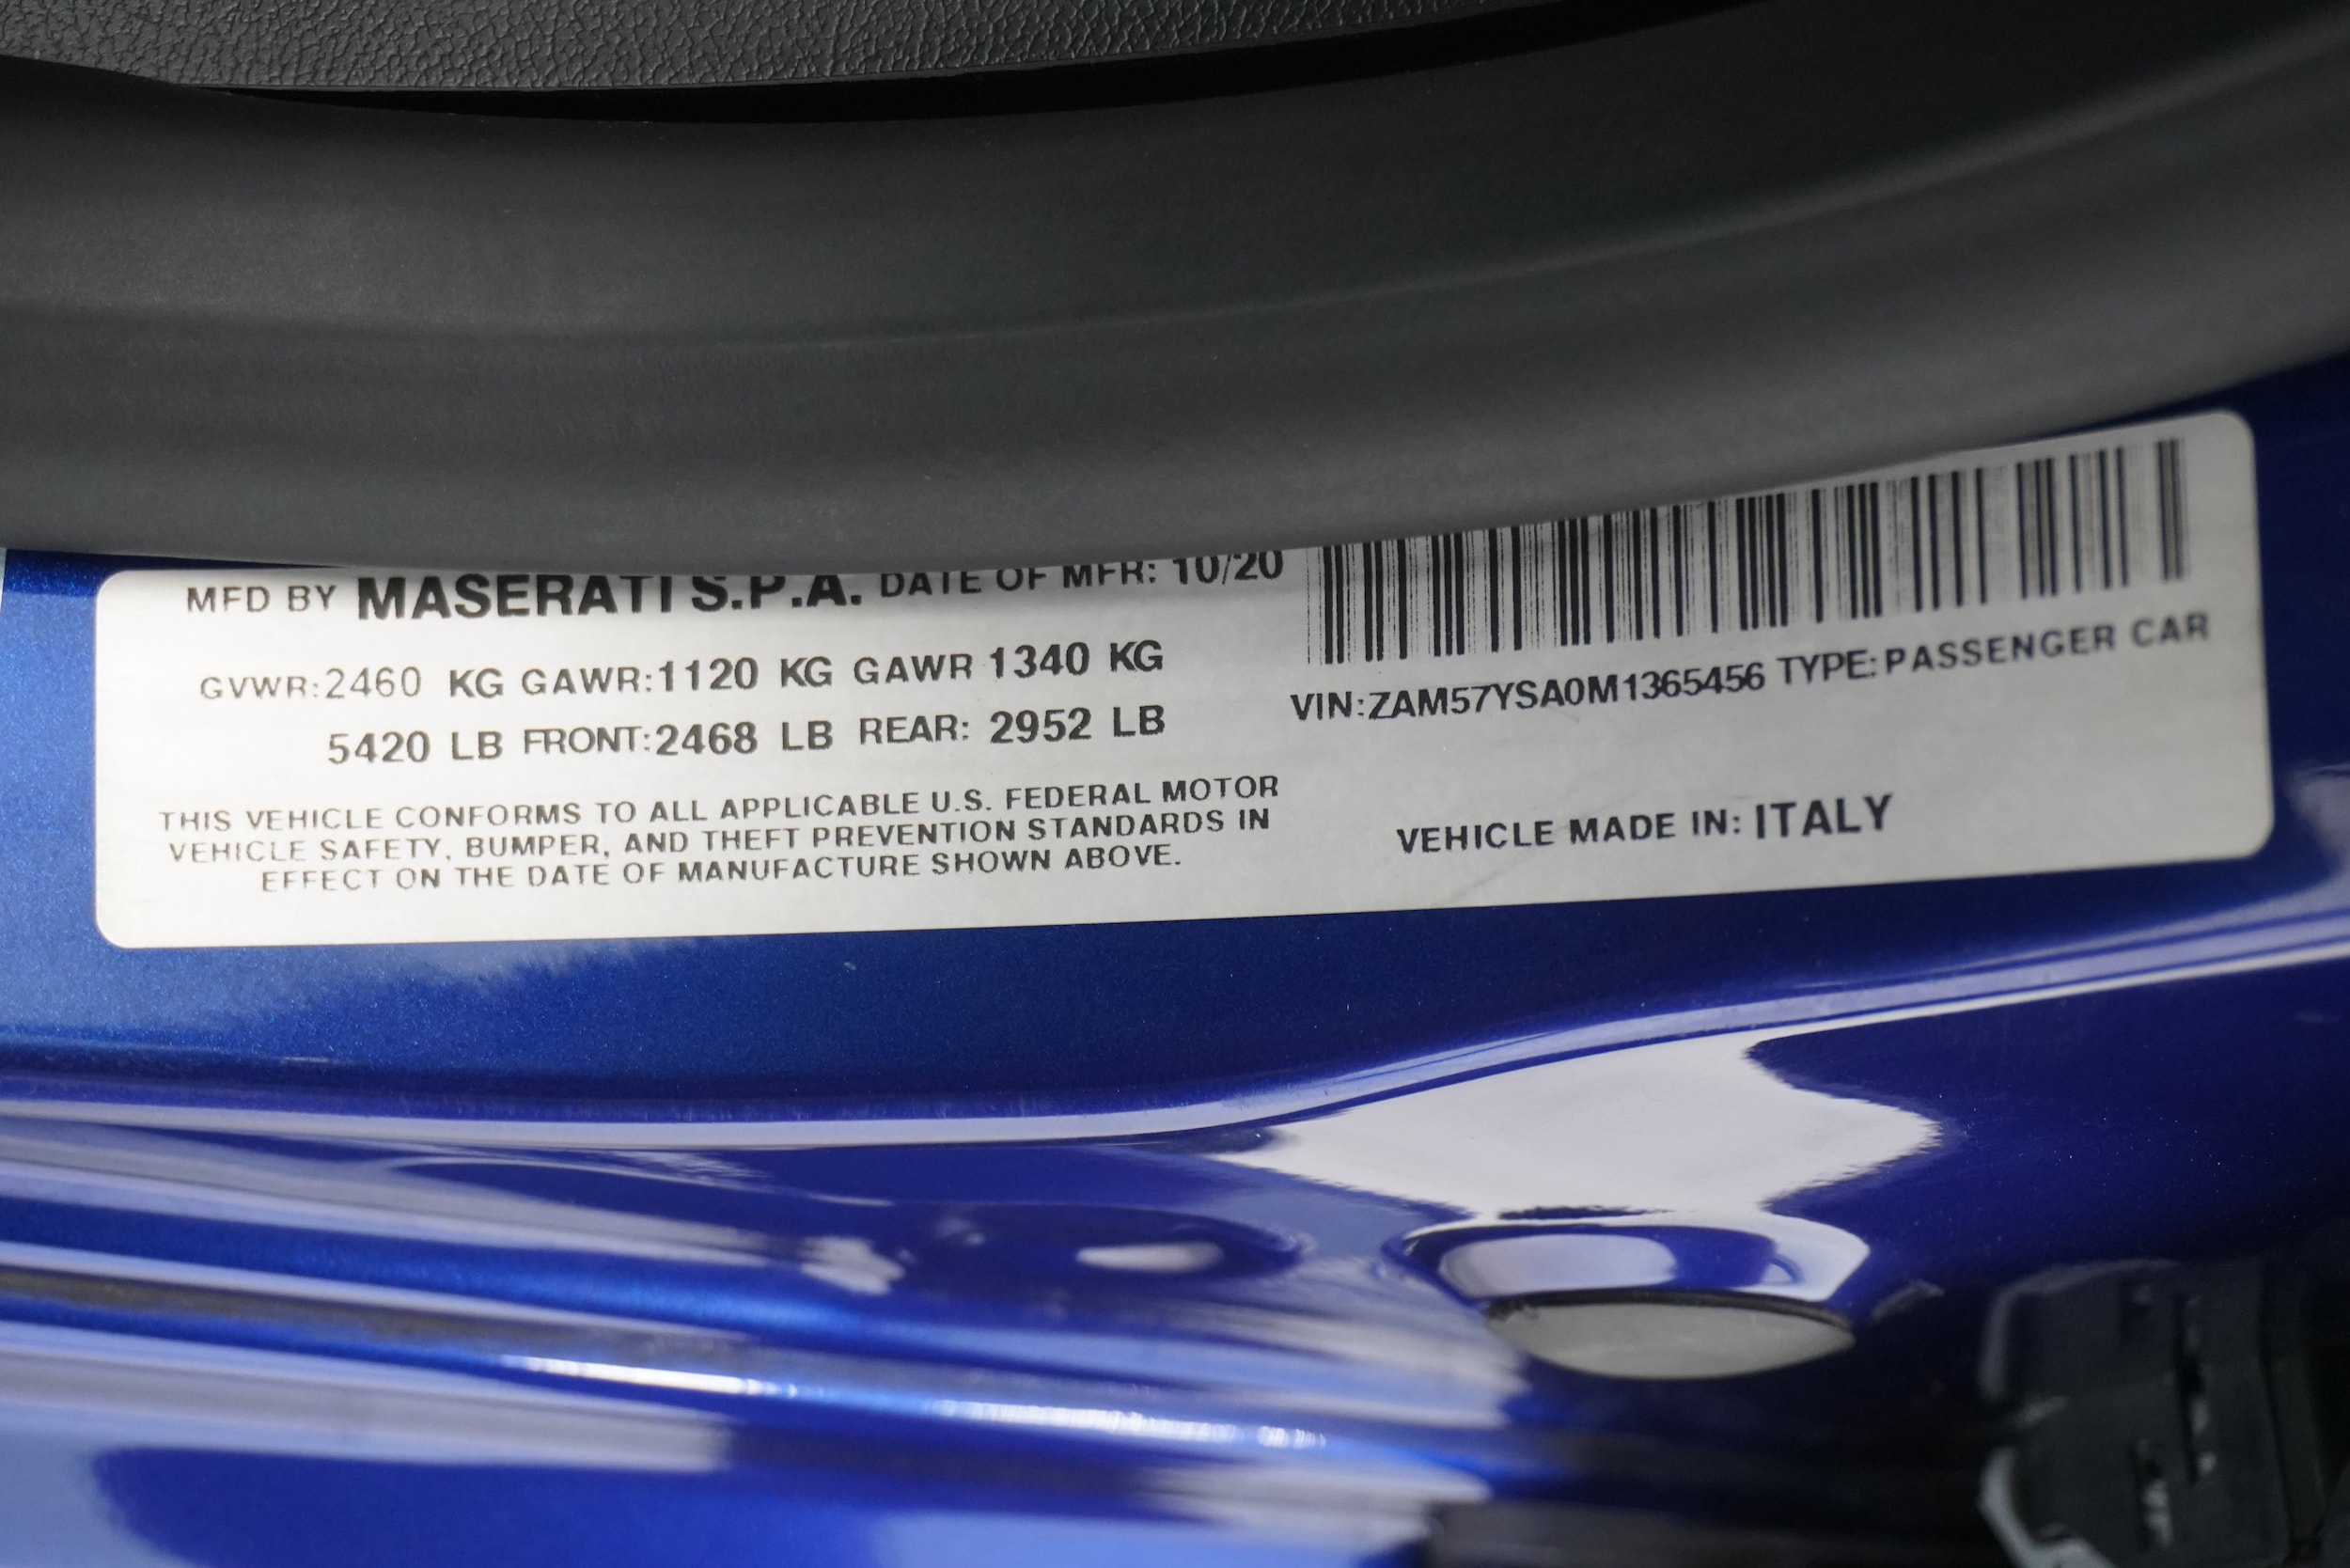 MFD BY MASERATI S.P.A. DATE OF MFR: 10/20
GVWR:2460 KG GAWR:1120 KG GAWR 1340 KG
5420 LB FRONT:2468 LB REAR: 2952 LB
THIS VEHICLE CONFORMS TO ALL APPLICABLE U.S. FEDERAL MOTOR
VEHICLE SAFETY, BUMPER, AND THEFT PREVENTION STANDARDS IN
EFFECT ON THE DATE OF MANUFACTURE SHOWN ABOVE.
VIN:ZAM57YSA0M1365456 TYPE:PASSENGER CAR
VEHICLE MADE IN: ITALY